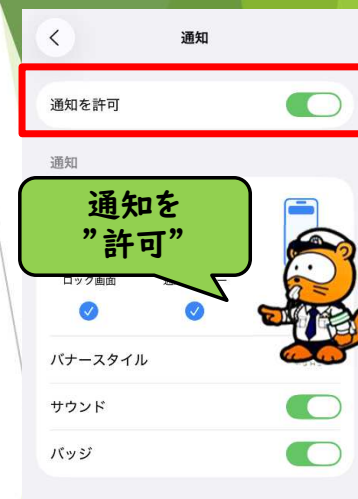 通知
通知を許可
通知
通知を
”許可”
ロック画面
バナースタイル
サウンド
バッジ